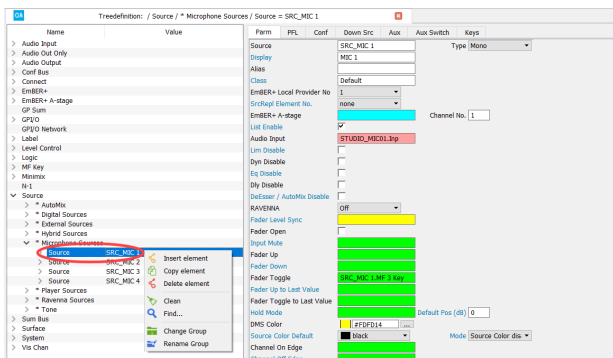 OA Treedefinition: / Source / * Microphone Sources / Source = SRC_MIC 1
Name Value
Audio Input
Audio Out Only
Audio Output
Conf Bus
Connect
EmBER+
EmBER+ A-stage
GP Sum
GPI/O
GPI/O Network
Label
Level Control
Logic
MF Key
Minimix
N-1
Source
* AutoMix
* Digital Sources
* External Sources
* Hybrid Sources
* Microphone Sources
Source SRC_MIC 1
Source SRC_MIC 2
Source SRC_MIC 3
Source SRC_MIC 4
* Player Sources
* Ravenna Sources
* Tone
Sum Bus
Surface
System
Vis Chan
Insert element
Copy element
Delete element
Clean
Find...
Change Group
Rename Group
Parm PFL Conf Down Src Aux Aux Switch Keys
Source SRC_MIC 1 Type Mono
Display MIC 1
Alias
Class Default
EmBER+ Local Provider No 1
SrcRepl Element No. none
EmBER+ A-stage Channel No. 1
List Enable
Audio Input STUDIO_MIC01.Inp
Lim Disable
Dyn Disable
Eq Disable
Dly Disable
DeEsser / AutoMix Disable
RAVENNA Off
Fader Level Sync
Fader Open
Input Mute
Fader Up
Fader Down
Fader Toggle SRC_MIC 1.MF 3 Key
Fader Up to Last Value
Fader Toggle to Last Value
Hold Mode Default Pos (dB) 0
DMS Color #FDFD14 ...
Source Color Default black Mode Source Color dis
Channel On Edge
Channel Off Edge